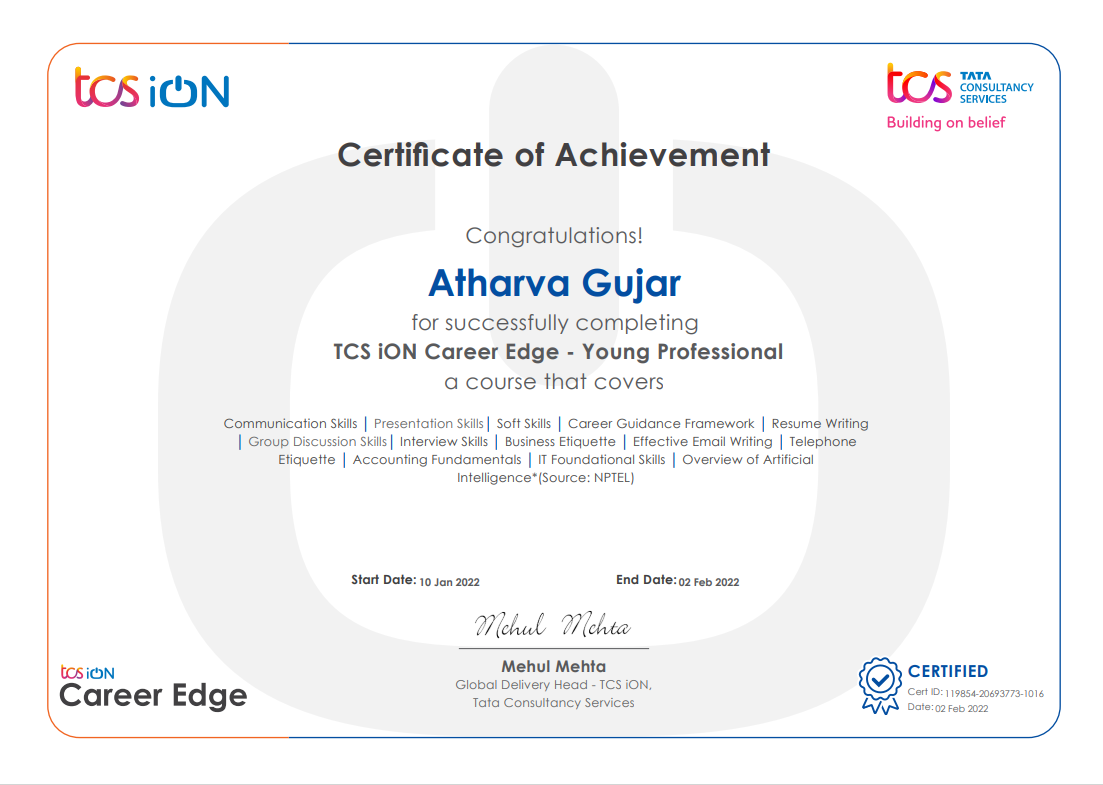 tcs iON
tcs TATA
CONSULTANCY
SERVICES
Building on belief
Certificate of Achievement
Congratulations!
Atharva Gujar
for successfully completing
TCS iON Career Edge - Young Professional
a course that covers
Communication Skills | Presentation Skills | Soft Skills | Career Guidance Framework | Resume Writing
| Group Discussion Skills | Interview Skills | Business Etiquette | Effective Email Writing | Telephone
Etiquette | Accounting Fundamentals | IT Foundational Skills | Overview of Artificial
Intelligence*(Source: NPTEL)
Start Date: 10 Jan 2022 End Date: 02 Feb 2022
Mehul Mehta
Mehul Mehta
Global Delivery Head - TCS iON,
Tata Consultancy Services
tcs iON
Career Edge
CERTIFIED
Cert ID: 119854-20693773-1016
Date: 02 Feb 2022